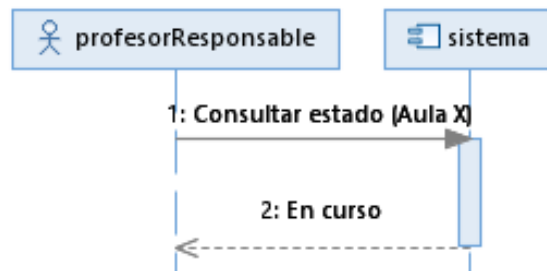 profesorResponsable
sistema
1: Consultar estado (Aula X)
2: En curso